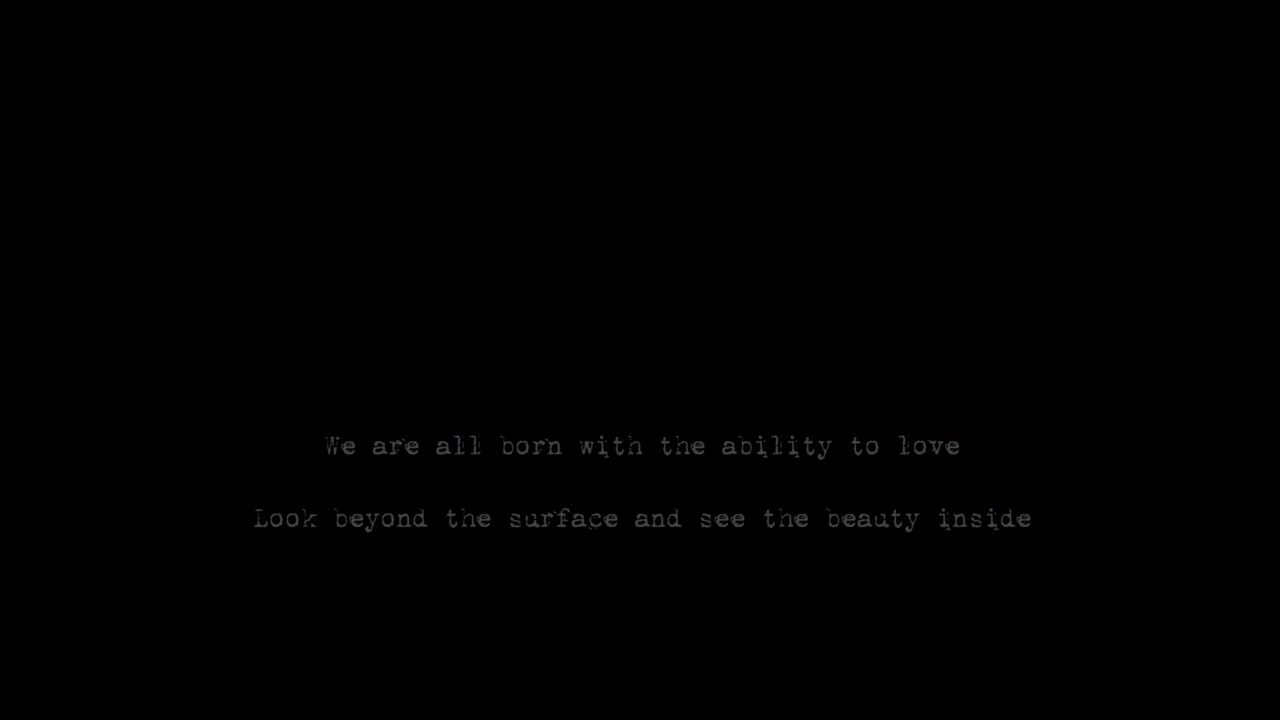 We are all born with the ability to love
Look beyond the surface and see the beauty inside